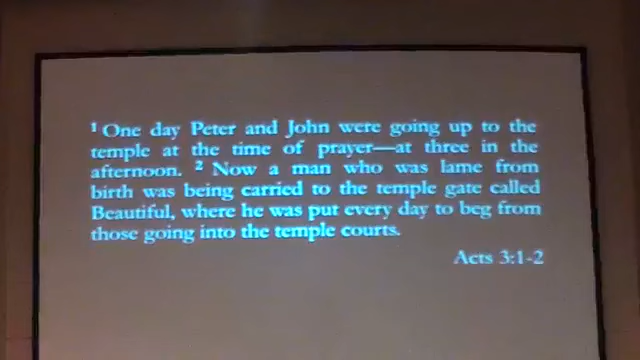 ¹ One day Peter and John were going up to the
temple at the time of prayer—at three in the
afternoon. ² Now a man who was lame from
birth was being carried to the temple gate called
Beautiful, where he was put every day to beg from
those going into the temple courts.
Acts 3:1-2